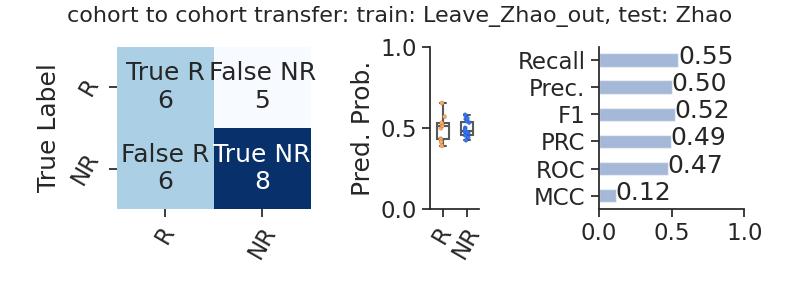 cohort to cohort transfer: train: Leave_Zhao_out, test: Zhao
True Label
R
NR
True R
6
False NR
5
False R
6
True NR
8
R
NR
Pred. Prob.
1.0
0.5
0.0
R
NR
Recall
0.55
Prec.
0.50
F1
0.52
PRC
0.49
ROC
0.47
MCC
0.12
0.0
0.5
1.0